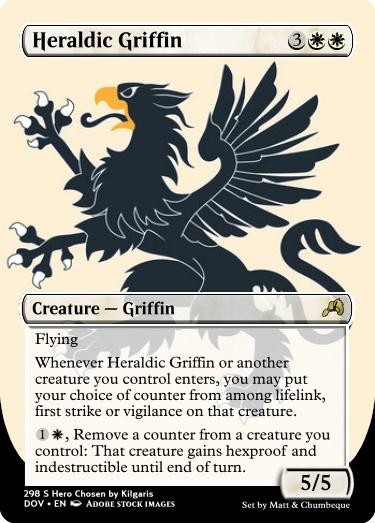 Heraldic Griffin 3
Creature — Griffin
Flying
Whenever Heraldic Griffin or another
creature you control enters, you may put
your choice of counter from among lifelink,
first strike or vigilance on that creature.
1, Remove a counter from a creature you
control: That creature gains hexproof and
indestructible until end of turn.
5/5
298 S Hero Chosen by Kilgaris
DOV • EN Adobe Stock Images
Set by Matt & Chumbeque